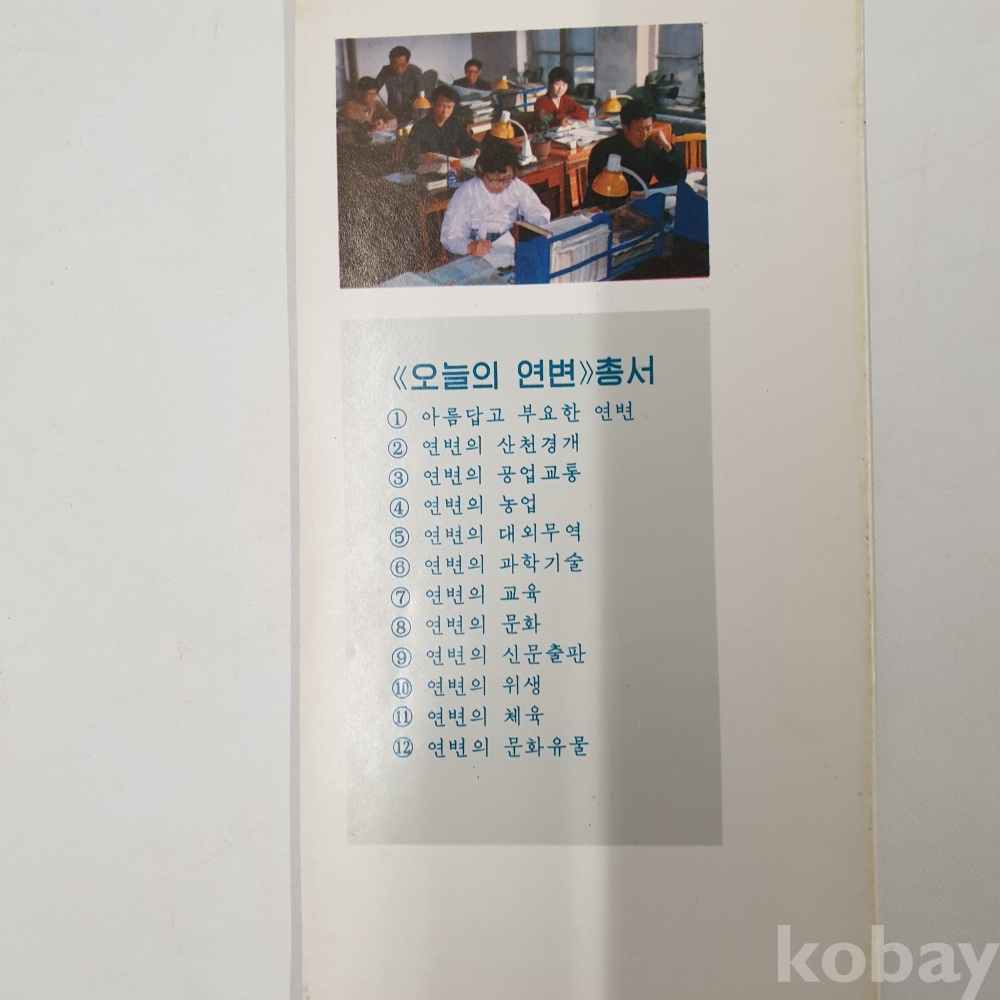 《오늘의 연변》총서
① 아름답고 부요한 연변
② 연변의 산천경개
③ 연변의 공업교통
④ 연변의 농업
⑤ 연변의 대외무역
⑥ 연변의 과학기술
⑦ 연변의 교육
⑧ 연변의 문화
⑨ 연변의 신문출판
⑩ 연변의 위생
⑪ 연변의 체육
⑫ 연변의 문화유물
kobay